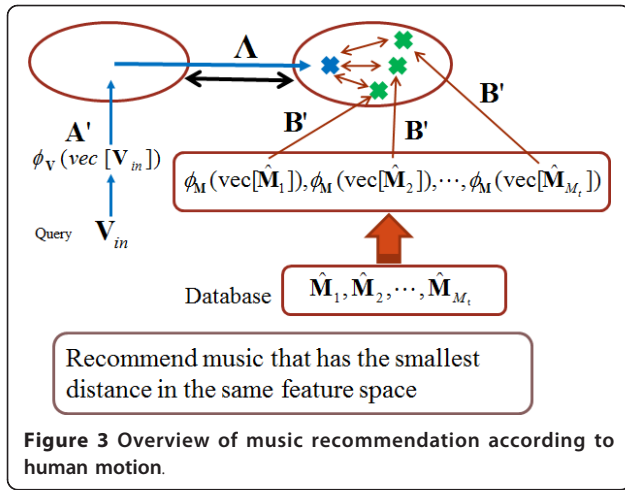 Λ
B'
B'
B'
A'
ϕ_V(vec [V_in])
ϕ_M(vec[M̂_1]),ϕ_M(vec[M̂_2]),⋯,ϕ_M(vec[M̂_{M_t}])
Query V_in
Database M̂_1,M̂_2,⋯,M̂_{M_t}
Recommend music that has the smallest
distance in the same feature space
Figure 3 Overview of music recommendation according to
human motion.